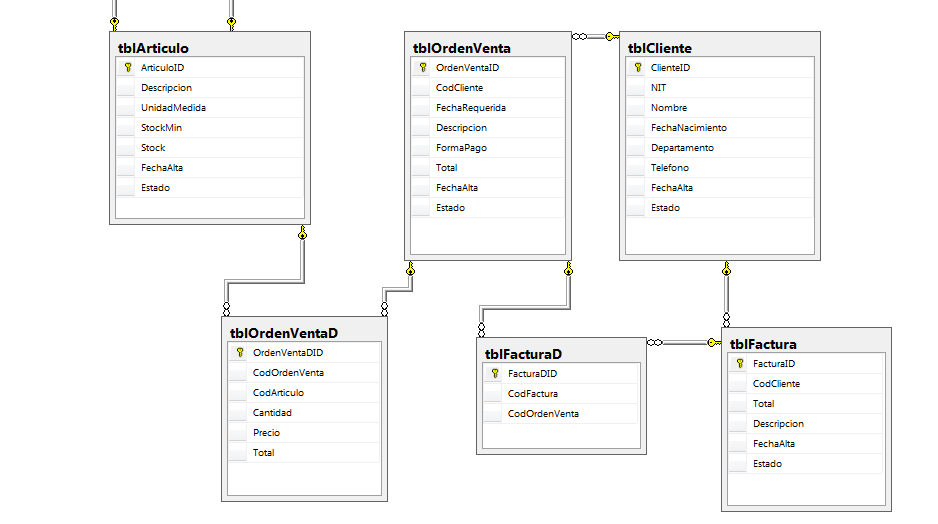 tblArticulo
ArticuloID
Descripcion
UnidadMedida
StockMin
Stock
FechaAlta
Estado
tblOrdenVenta
OrdenVentaID
CodCliente
FechaRequerida
Descripcion
FormaPago
Total
FechaAlta
Estado
tblCliente
ClienteID
NIT
Nombre
FechaNacimiento
Departamento
Telefono
FechaAlta
Estado
tblOrdenVentaD
OrdenVentaDID
CodOrdenVenta
CodArticulo
Cantidad
Precio
Total
tblFacturaD
FacturaDID
CodFactura
CodOrdenVenta
tblFactura
FacturaID
CodCliente
Total
Descripcion
FechaAlta
Estado